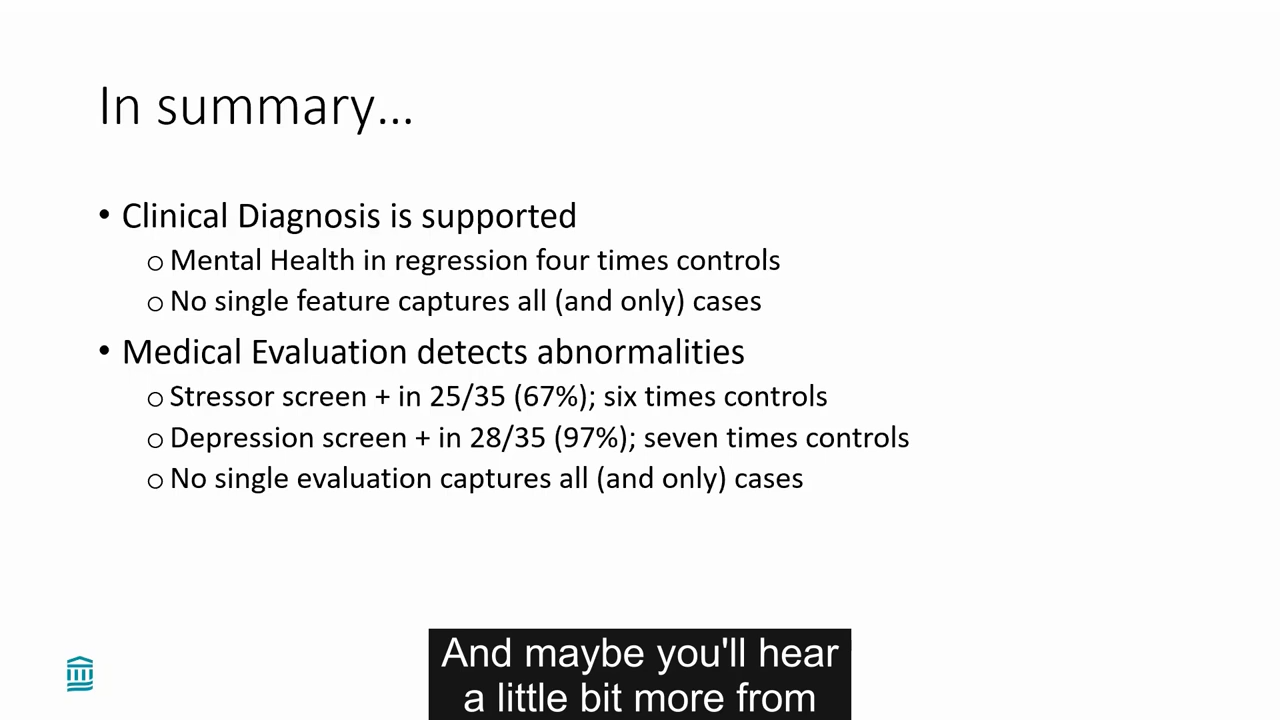 In summary...
• Clinical Diagnosis is supported
o Mental Health in regression four times controls
o No single feature captures all (and only) cases
• Medical Evaluation detects abnormalities
o Stressor screen + in 25/35 (67%); six times controls
o Depression screen + in 28/35 (97%); seven times controls
o No single evaluation captures all (and only) cases
And maybe you'll hear
a little bit more from